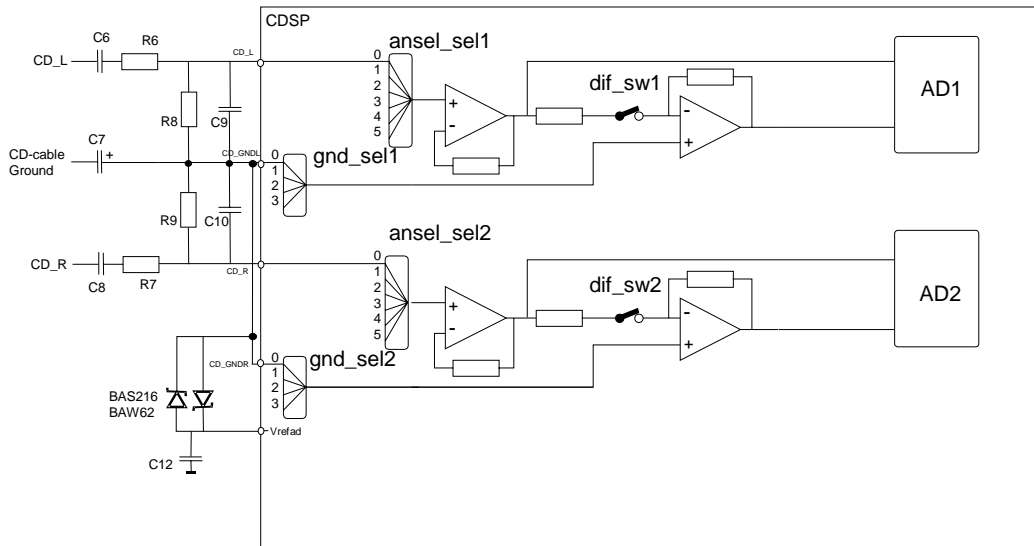 CDSP
C6
R6
CD_L
CD_L
R8
C9
C7
+
CD-cable
Ground
CD_GNDL
R9
C10
CD_R
C8
R7
CD_R
CD_GNDR
BAS216
BAW62
Vrefad
C12
ansel_sel1
0
1
2
3
4
5
gnd_sel1
0
1
2
3
+
-
dif_sw1
-
+
AD1
ansel_sel2
0
1
2
3
4
5
gnd_sel2
0
1
2
3
+
-
dif_sw2
-
+
AD2